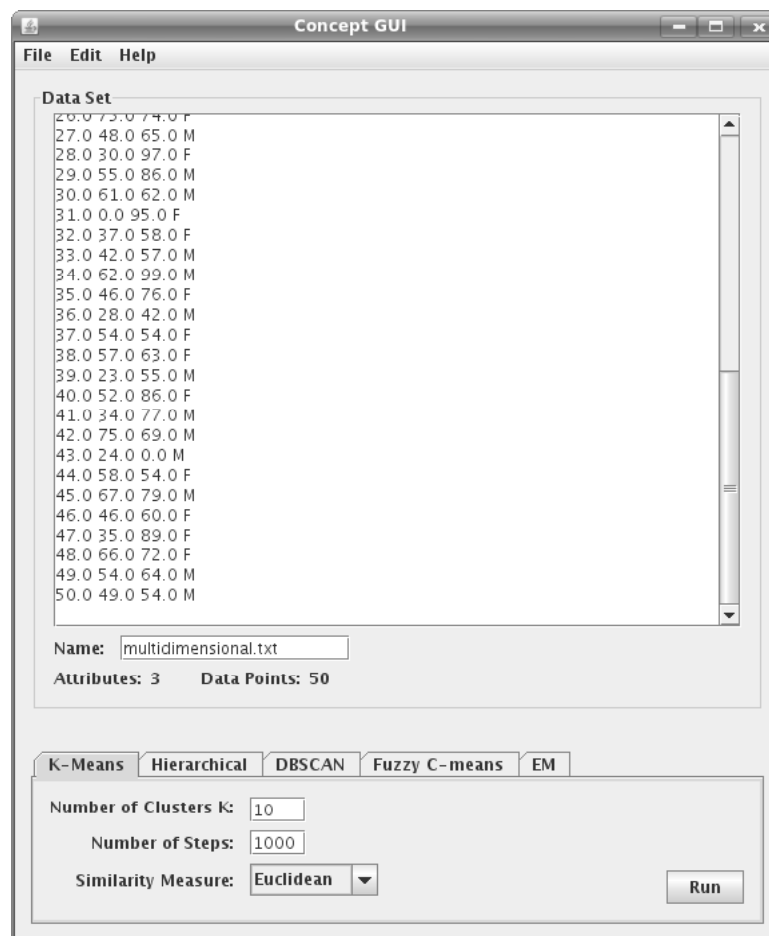 Concept GUI
File Edit Help
Data Set
26.0 73.0 74.0 F
27.0 48.0 65.0 M
28.0 30.0 97.0 F
29.0 55.0 86.0 M
30.0 61.0 62.0 M
31.0 0.0 95.0 F
32.0 37.0 58.0 F
33.0 42.0 57.0 M
34.0 62.0 99.0 M
35.0 46.0 76.0 F
36.0 28.0 42.0 M
37.0 54.0 54.0 F
38.0 57.0 63.0 F
39.0 23.0 55.0 M
40.0 52.0 86.0 F
41.0 34.0 77.0 M
42.0 75.0 69.0 M
43.0 24.0 0.0 M
44.0 58.0 54.0 F
45.0 67.0 79.0 M
46.0 46.0 60.0 F
47.0 35.0 89.0 F
48.0 66.0 72.0 F
49.0 54.0 64.0 M
50.0 49.0 54.0 M
Name: multidimensional.txt
Attributes: 3 Data Points: 50
K-Means Hierarchical DBSCAN Fuzzy C-means EM
Number of Clusters K: 10
Number of Steps: 1000
Similarity Measure: Euclidean
Run